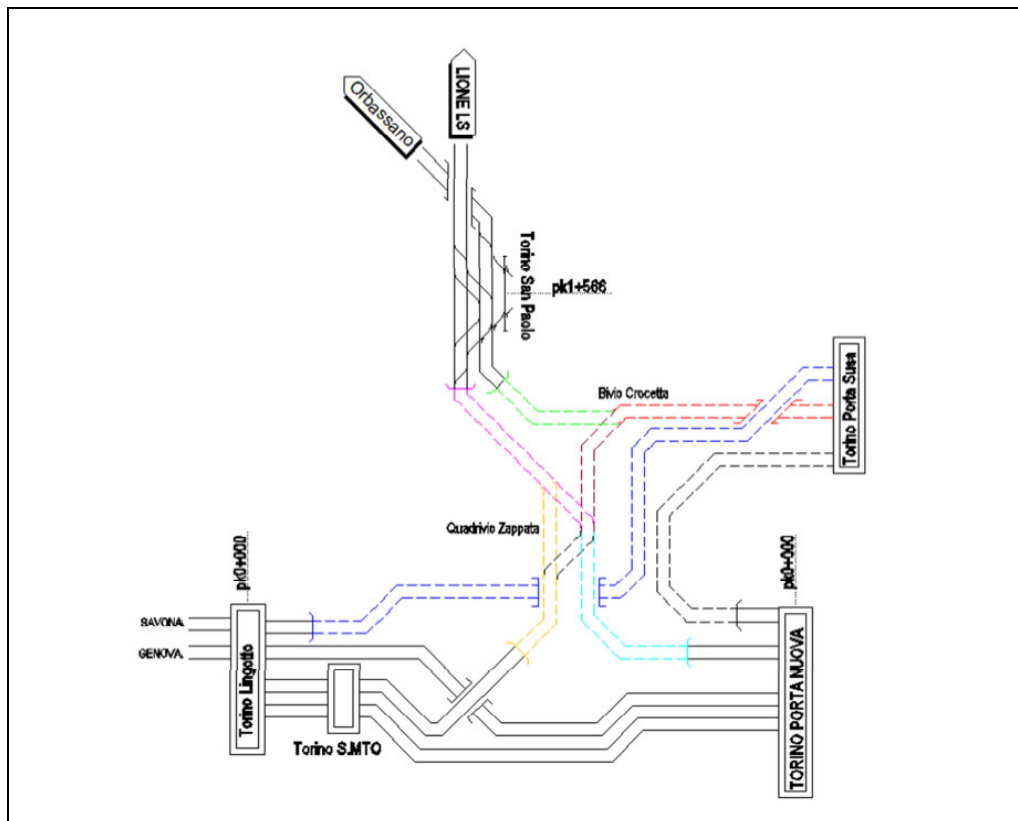 Orbassano
LIONE LS
Torino San Paolo
pk1+566
Bivio Crocetta
Torino Porta Susa
Quadrivio Zappata
pk0+000
pk0+000
SAVONA
GENOVA
Torino Lingotto
Torino S.MTO
TORINO PORTA NUOVA